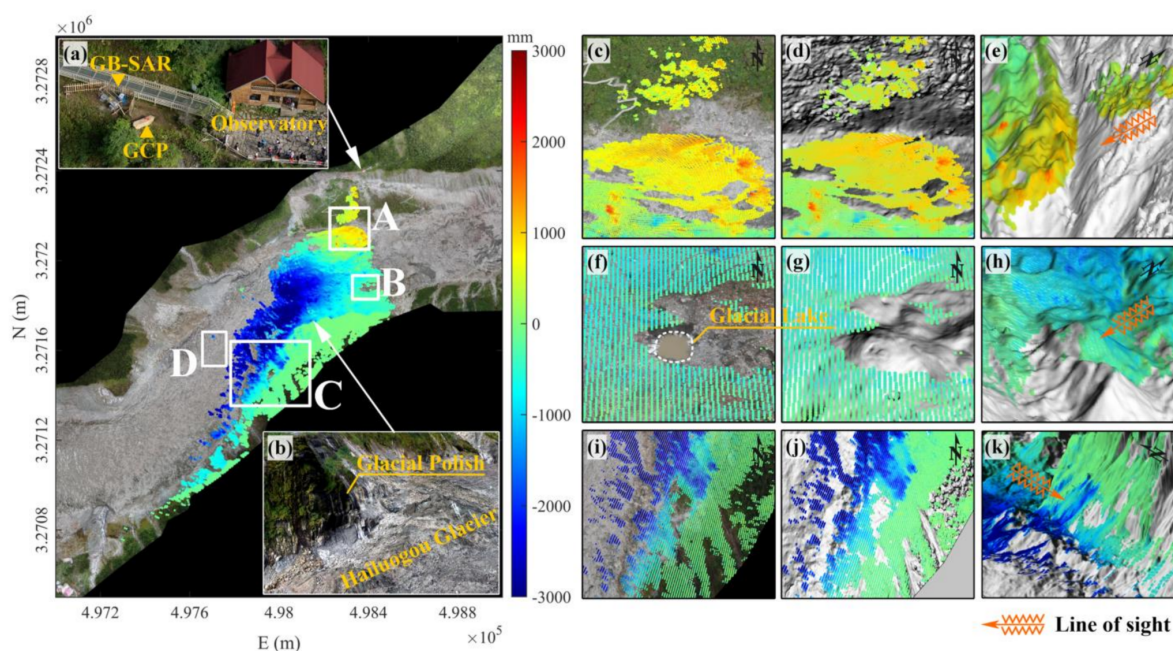 ×10⁶
mm
(a)
GB-SAR
GCP
Observatory
3000
2000
1000
0
-1000
-2000
-3000
3.2728
3.2724
3.272
3.2716
3.2712
3.2708
N (m)
A
B
C
D
(b)
Glacial Polish
Hailuogou Glacier
4.972
4.976
4.98
4.984
4.988
E (m)
×10⁵
(c)
N
(d)
N
(e)
N
(f)
N
Glacial Lake
(g)
N
(h)
N
(i)
N
(j)
N
(k)
N
Line of sight